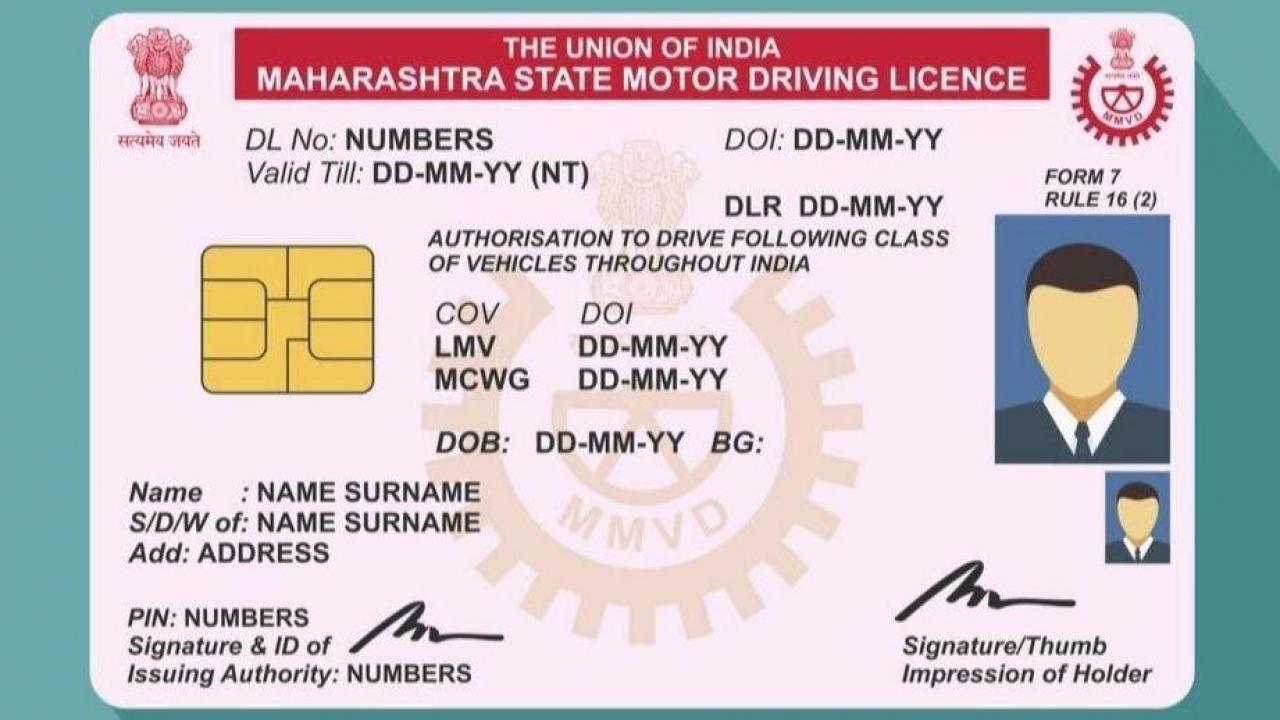 THE UNION OF INDIA
MAHARASHTRA STATE MOTOR DRIVING LICENCE
सत्यमेव जयते
MMVD
DL No: NUMBERS DOI: DD-MM-YY
Valid Till: DD-MM-YY (NT)
FORM 7
RULE 16 (2)
DLR DD-MM-YY
AUTHORISATION TO DRIVE FOLLOWING CLASS
OF VEHICLES THROUGHOUT INDIA
COV DOI
LMV DD-MM-YY
MCWG DD-MM-YY
DOB: DD-MM-YY BG:
MMVD
Name : NAME SURNAME
S/D/W of: NAME SURNAME
Add: ADDRESS
PIN: NUMBERS
Signature & ID of
Issuing Authority: NUMBERS
Signature/Thumb
Impression of Holder